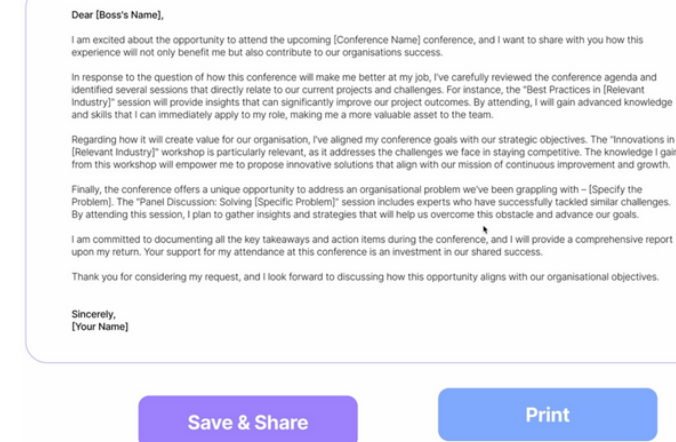 Dear [Boss's Name],
I am excited about the opportunity to attend the upcoming [Conference Name] conference, and I want to share with you how this
experience will not only benefit me but also contribute to our organisations success.
In response to the question of how this conference will make me better at my job, I've carefully reviewed the conference agenda and
identified several sessions that directly relate to our current projects and challenges. For instance, the "Best Practices in [Relevant
Industry]" session will provide insights that can significantly improve our project outcomes. By attending, I will gain advanced knowledge
and skills that I can immediately apply to my role, making me a more valuable asset to the team.
Regarding how it will create value for our organisation, I've aligned my conference goals with our strategic objectives. The "Innovations in
[Relevant Industry]" workshop is particularly relevant, as it addresses the challenges we face in staying competitive. The knowledge I gain
from this workshop will empower me to propose innovative solutions that align with our mission of continuous improvement and growth.
Finally, the conference offers a unique opportunity to address an organisational problem we've been grappling with – [Specify the
Problem]. The "Panel Discussion: Solving [Specific Problem]" session includes experts who have successfully tackled similar challenges.
By attending this session, I plan to gather insights and strategies that will help us overcome this obstacle and advance our goals.
I am committed to documenting all the key takeaways and action items during the conference, and I will provide a comprehensive report
upon my return. Your support for my attendance at this conference is an investment in our shared success.
Thank you for considering my request, and I look forward to discussing how this opportunity aligns with our organisational objectives.
Sincerely,
[Your Name]
Save & Share
Print